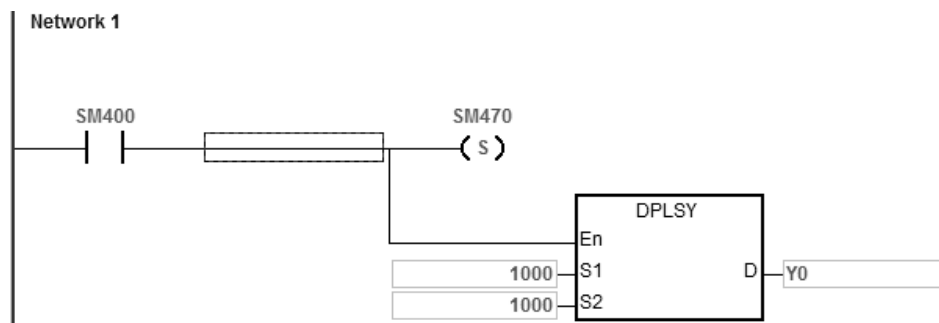 Network 1
SM400 SM470
( S )
DPLSY
En
1000 S1 D Y0
1000 S2